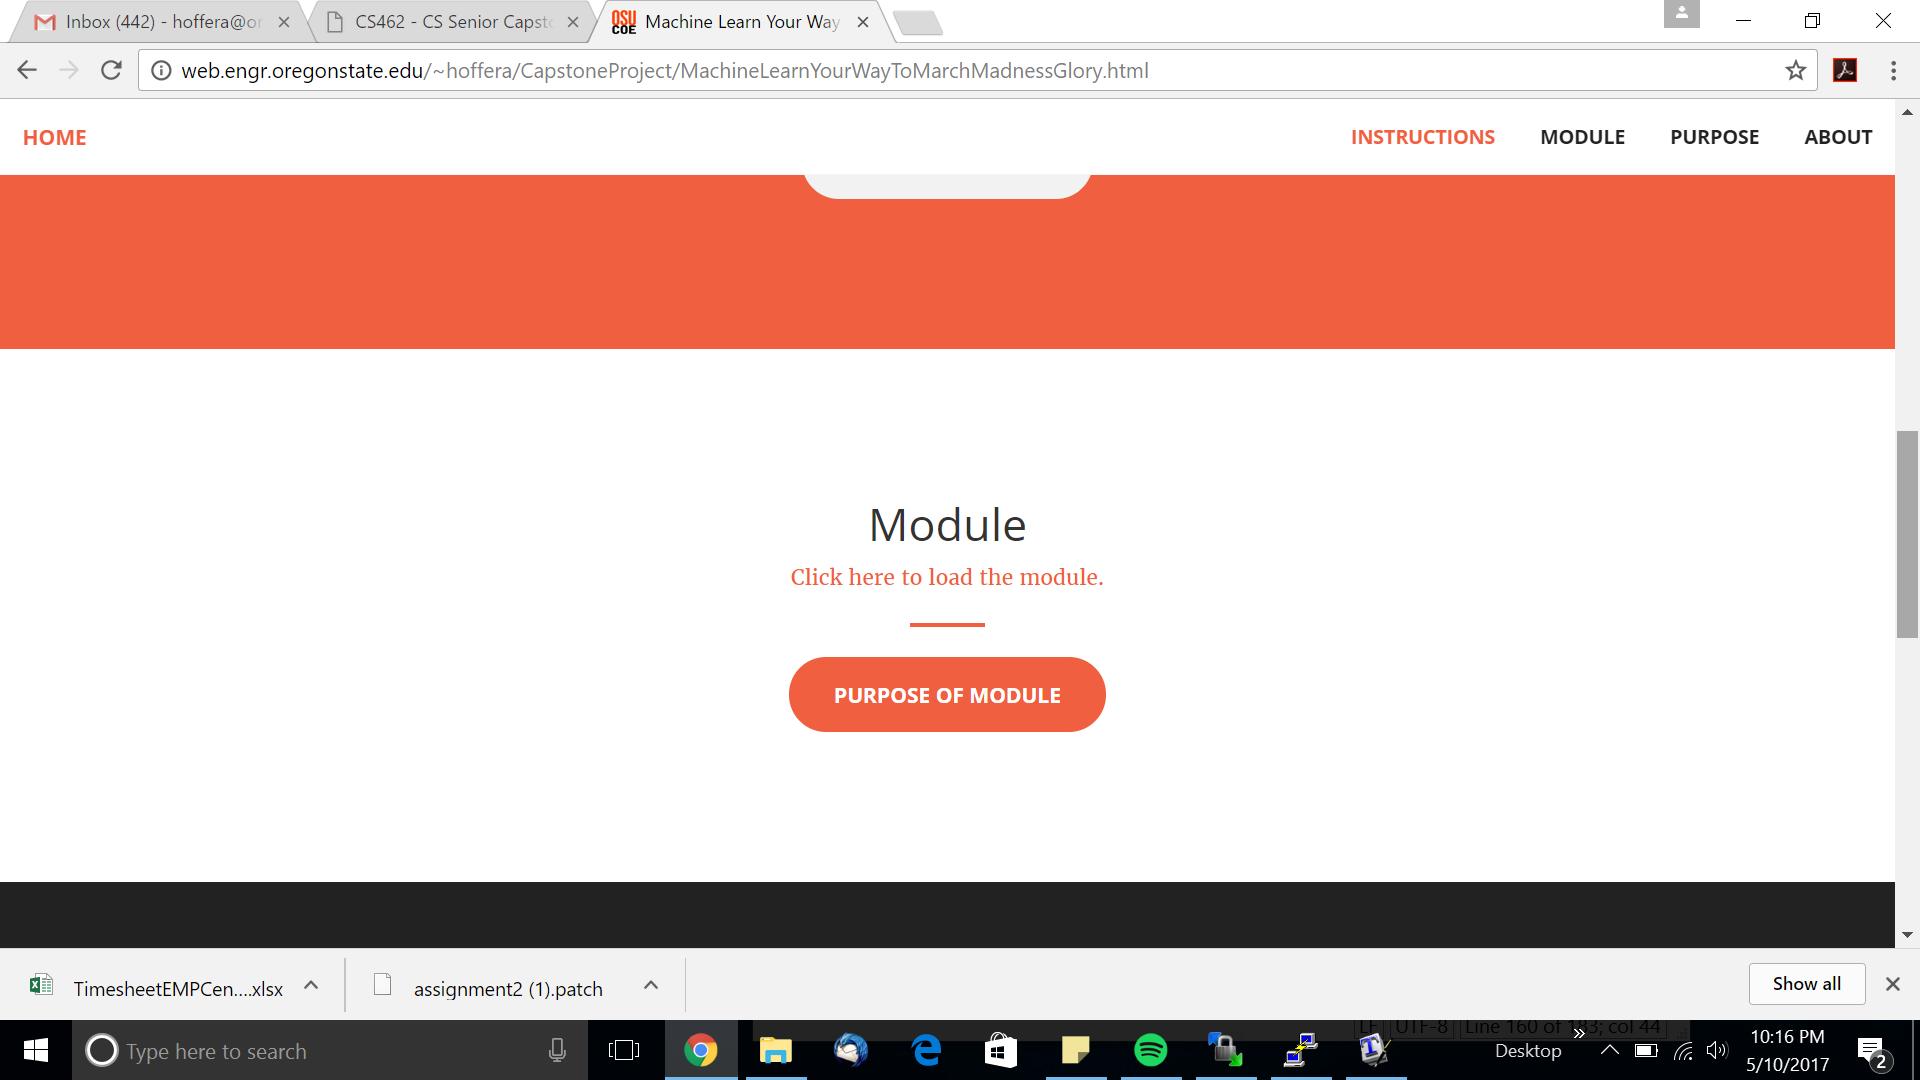 Inbox (442) - hoffera@or
CS462 - CS Senior Capsto
OSU COE
Machine Learn Your Way
web.engr.oregonstate.edu/~hoffera/CapstoneProject/MachineLearnYourWayToMarchMadnessGlory.html
HOME INSTRUCTIONS MODULE PURPOSE ABOUT
Module
Click here to load the module.
PURPOSE OF MODULE
TimesheetEMPCen....xlsx
assignment2 (1).patch
Show all
LF UTF-8 Line 160 of 183; col 44
Type here to search
Desktop
10:16 PM
5/10/2017
2